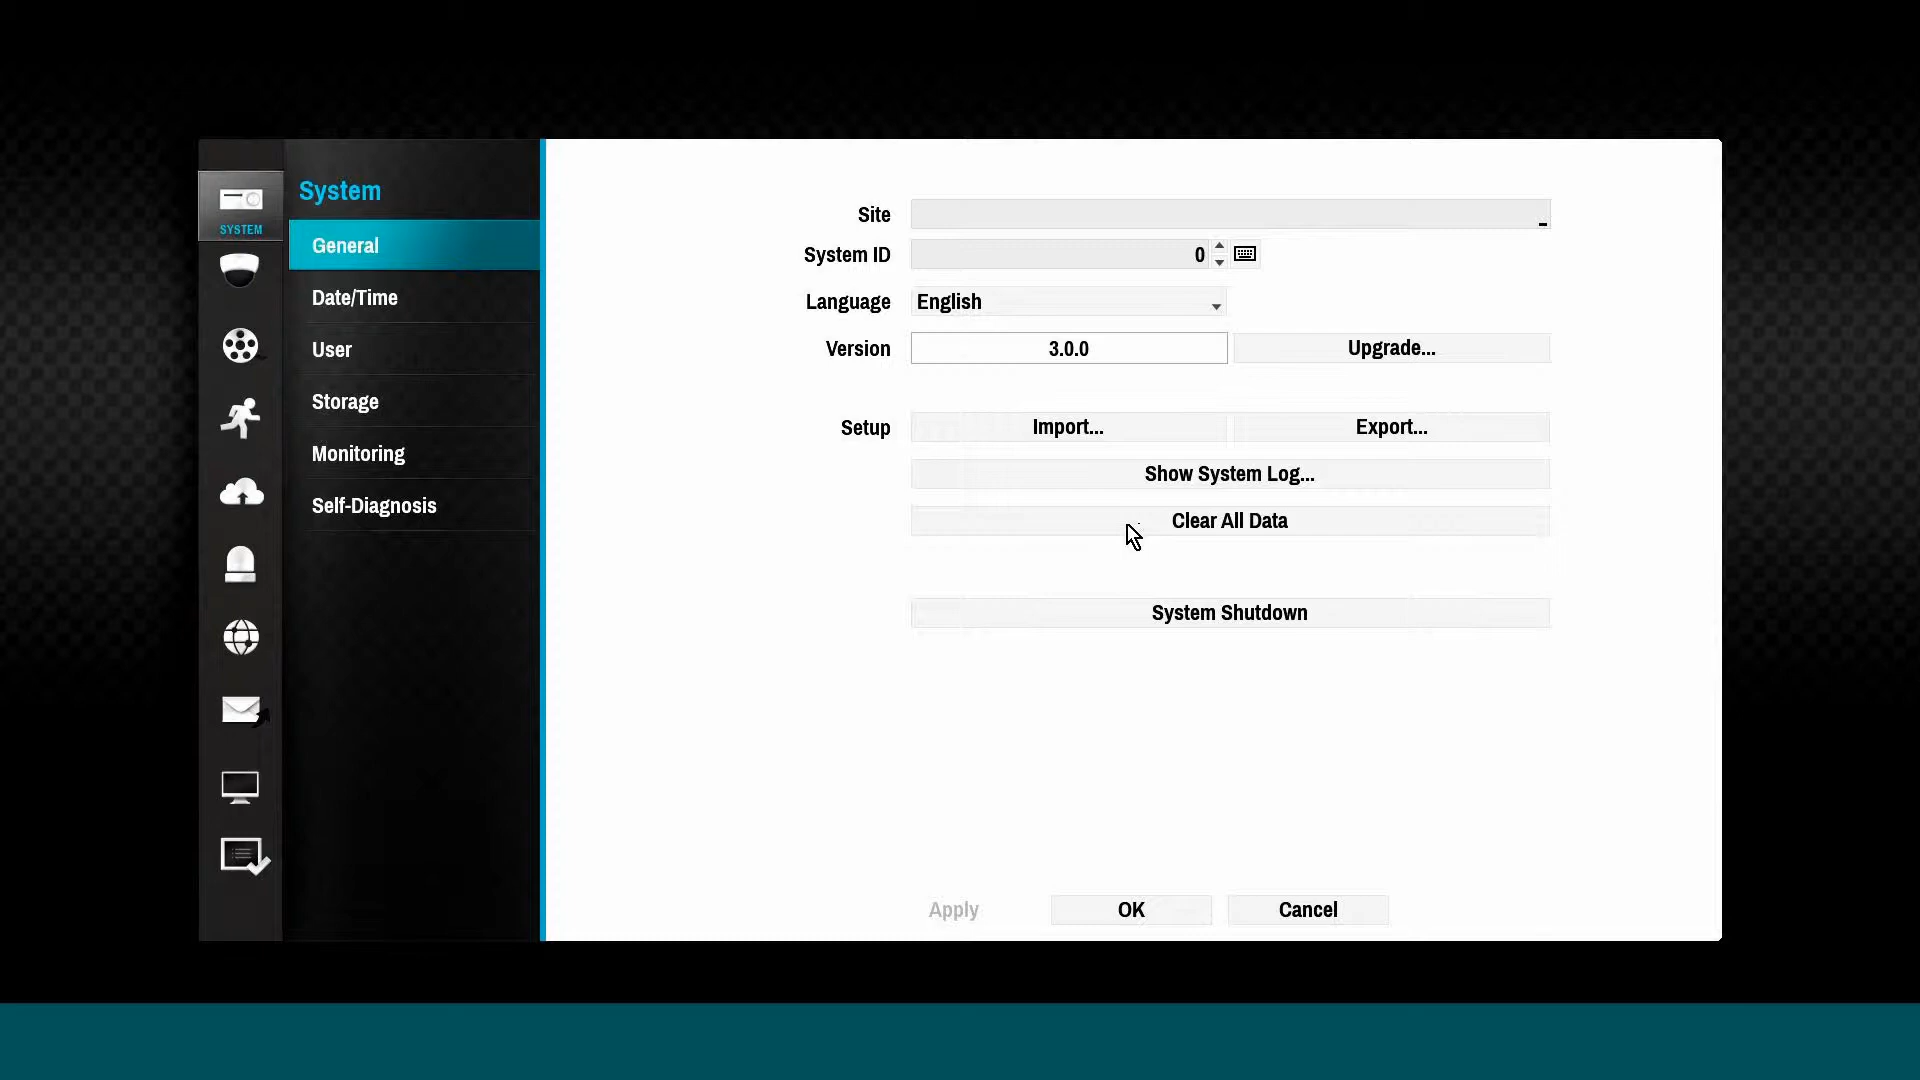 System
SYSTEM
General
Date/Time
User
Storage
Monitoring
Self-Diagnosis
Site
System ID 0
Language English
Version 3.0.0 Upgrade...
Setup Import... Export...
Show System Log...
Clear All Data
System Shutdown
Apply OK Cancel